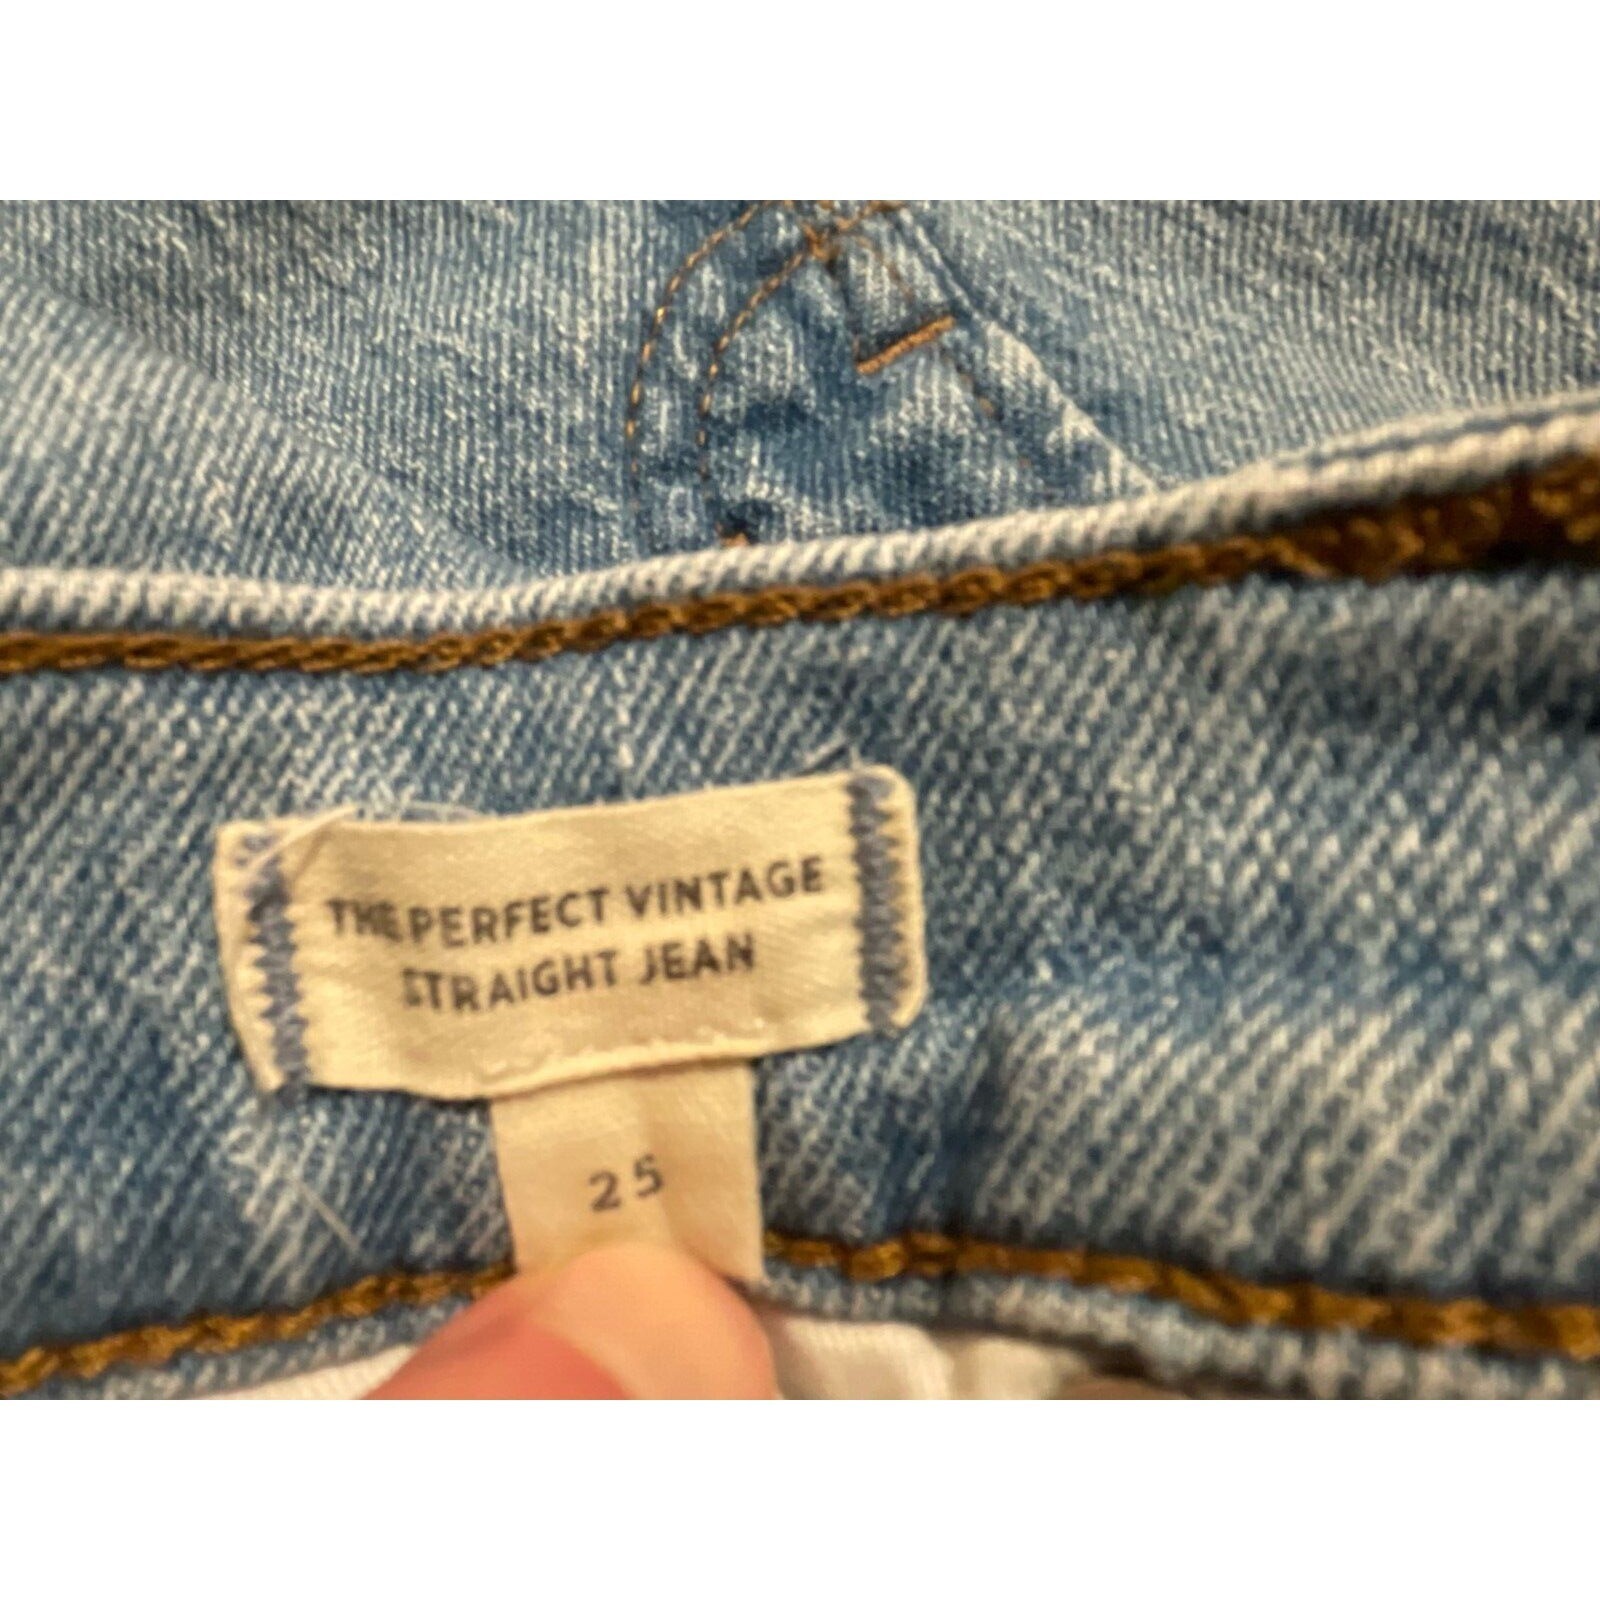 THE PERFECT VINTAGE
STRAIGHT JEAN
25